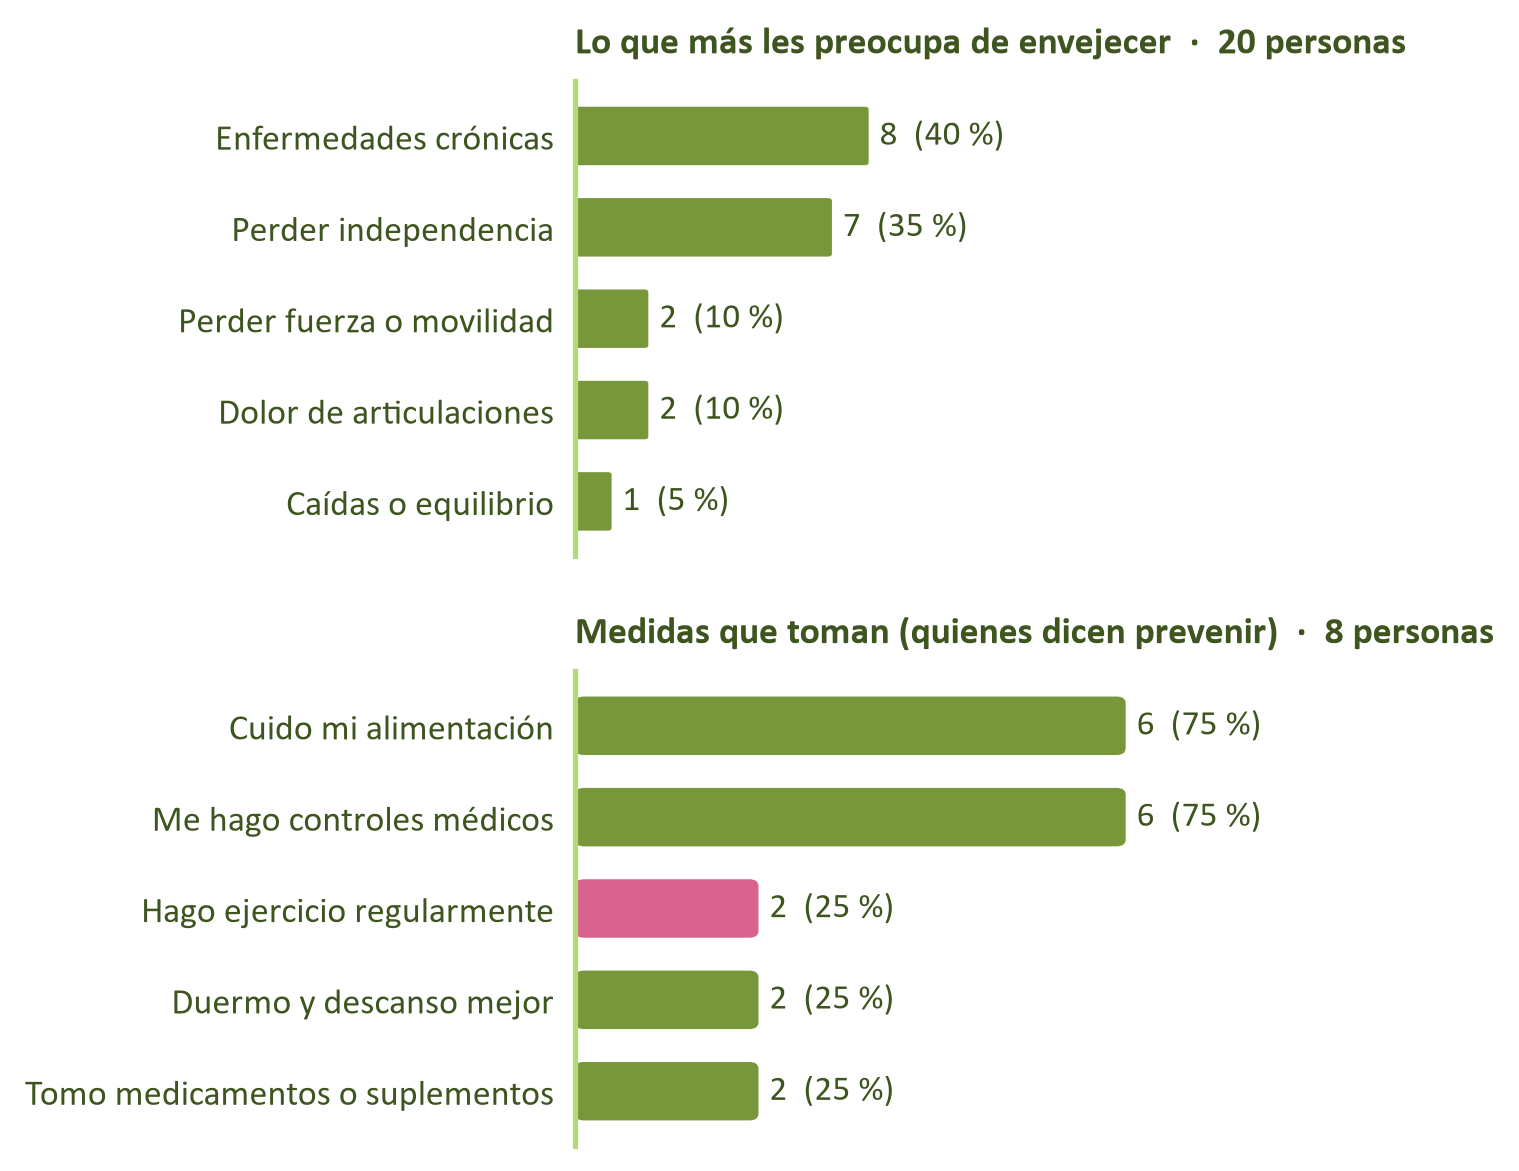 Lo que más les preocupa de envejecer · 20 personas
Enfermedades crónicas 8 (40 %)
Perder independencia 7 (35 %)
Perder fuerza o movilidad 2 (10 %)
Dolor de articulaciones 2 (10 %)
Caídas o equilibrio 1 (5 %)
Medidas que toman (quienes dicen prevenir) · 8 personas
Cuido mi alimentación 6 (75 %)
Me hago controles médicos 6 (75 %)
Hago ejercicio regularmente 2 (25 %)
Duermo y descanso mejor 2 (25 %)
Tomo medicamentos o suplementos 2 (25 %)